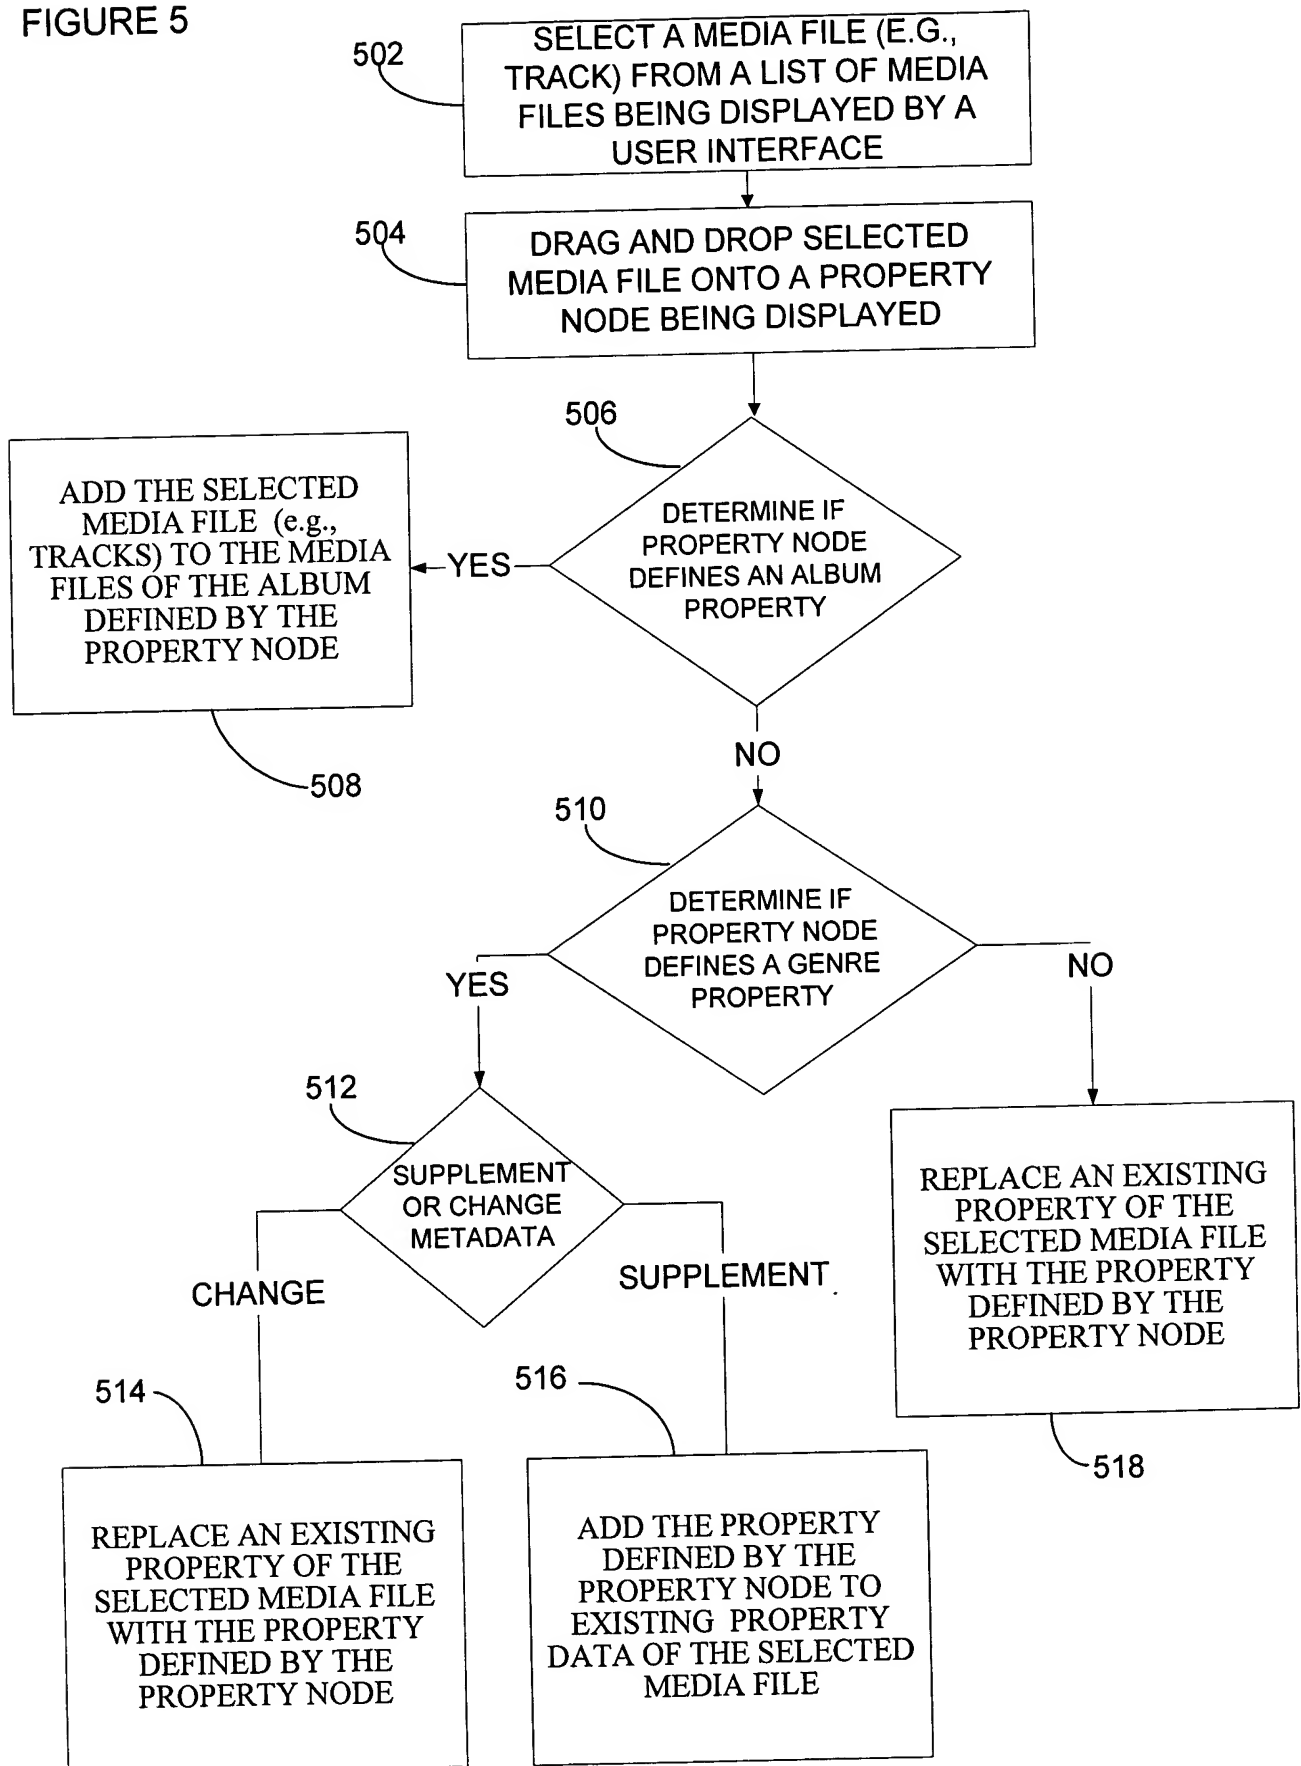 FIGURE 5
502
SELECT A MEDIA FILE (E.G.,
TRACK) FROM A LIST OF MEDIA
FILES BEING DISPLAYED BY A
USER INTERFACE
504
DRAG AND DROP SELECTED
MEDIA FILE ONTO A PROPERTY
NODE BEING DISPLAYED
506
DETERMINE IF
PROPERTY NODE
DEFINES AN ALBUM
PROPERTY
YES
ADD THE SELECTED
MEDIA FILE (e.g.,
TRACKS) TO THE MEDIA
FILES OF THE ALBUM
DEFINED BY THE
PROPERTY NODE
508
NO
510
DETERMINE IF
PROPERTY NODE
DEFINES A GENRE
PROPERTY
YES
NO
512
SUPPLEMENT
OR CHANGE
METADATA
CHANGE
SUPPLEMENT
REPLACE AN EXISTING
PROPERTY OF THE
SELECTED MEDIA FILE
WITH THE PROPERTY
DEFINED BY THE
PROPERTY NODE
518
514
REPLACE AN EXISTING
PROPERTY OF THE
SELECTED MEDIA FILE
WITH THE PROPERTY
DEFINED BY THE
PROPERTY NODE
516
ADD THE PROPERTY
DEFINED BY THE
PROPERTY NODE TO
EXISTING PROPERTY
DATA OF THE SELECTED
MEDIA FILE